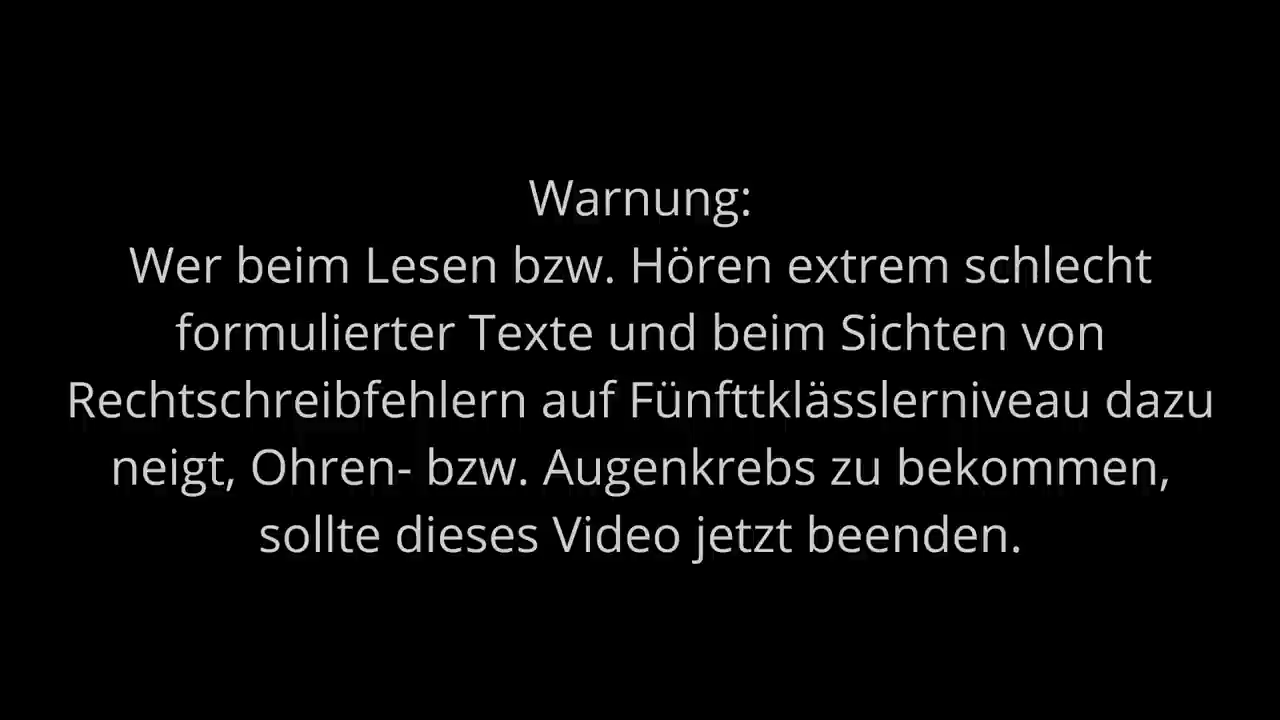 Warnung:
Wer beim Lesen bzw. Hören extrem schlecht
formulierter Texte und beim Sichten von
Rechtschreibfehlern auf Fünfttklässlerniveau dazu
neigt, Ohren- bzw. Augenkrebs zu bekommen,
sollte dieses Video jetzt beenden.